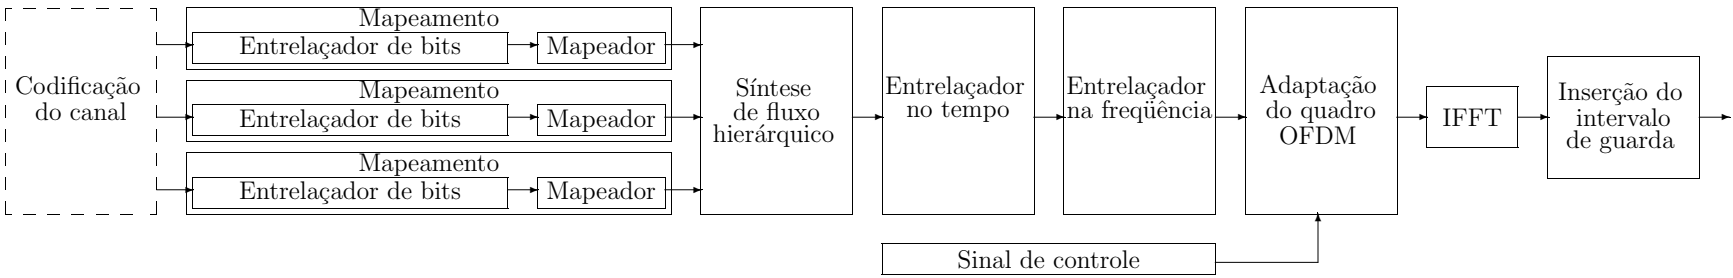 Codificação
do canal
Mapeamento
Entrelaçador de bits
Mapeador
Mapeamento
Entrelaçador de bits
Mapeador
Mapeamento
Entrelaçador de bits
Mapeador
Síntese
de fluxo
hierárquico
Entrelaçador
no tempo
Entrelaçador
na freqüência
Adaptação
do quadro
OFDM
IFFT
Inserção do
intervalo
de guarda
Sinal de controle